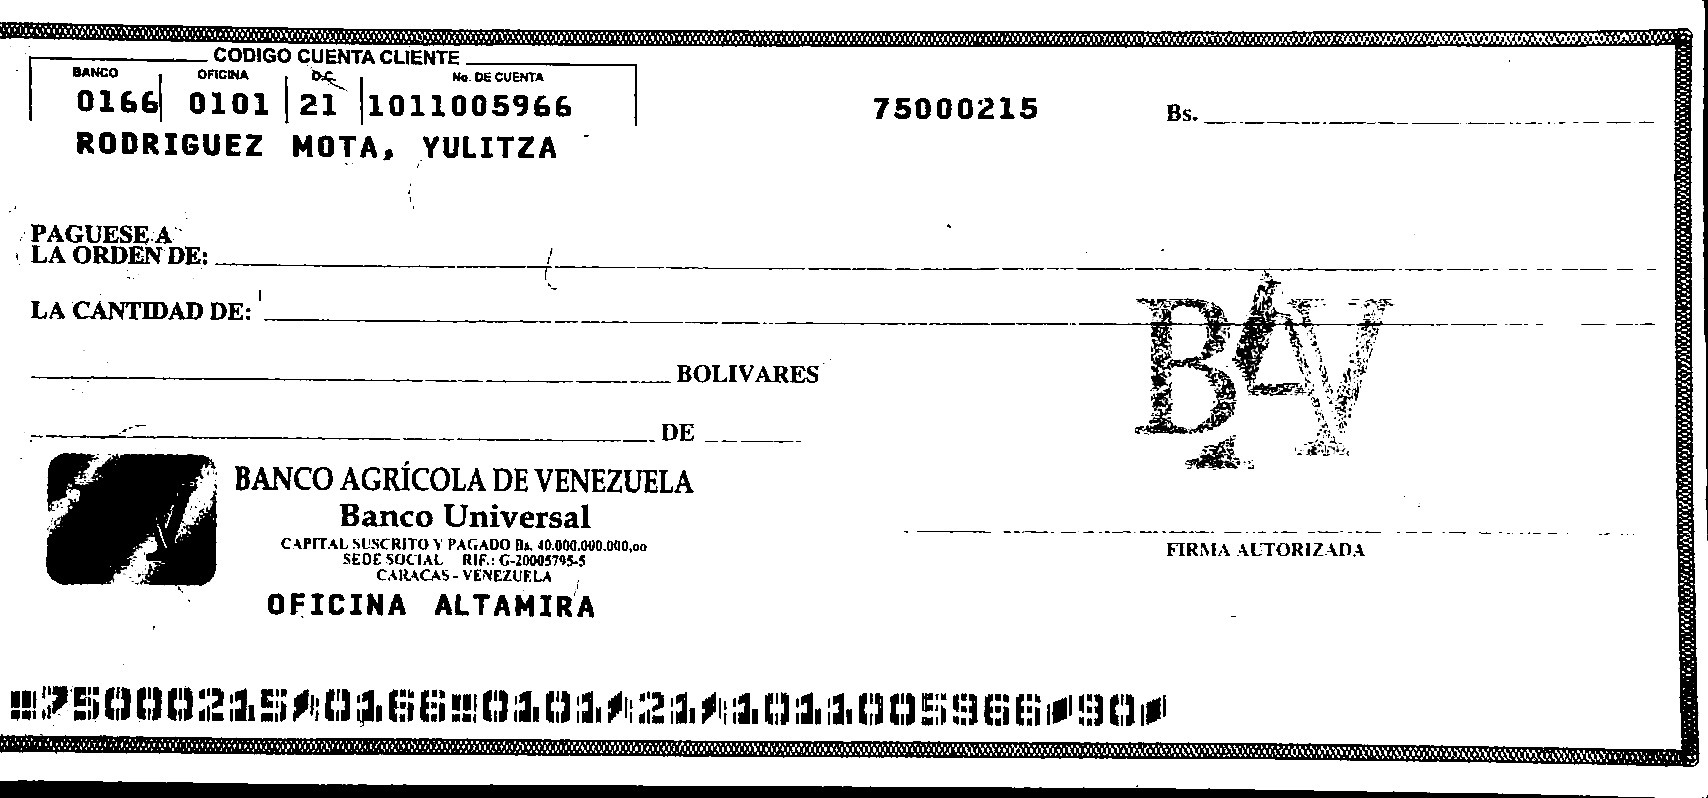 CODIGO CUENTA CLIENTE
BANCO OFICINA D.C. No. DE CUENTA
0166 0101 21 1011005966
75000215 Bs.
RODRIGUEZ MOTA, YULITZA
PAGUESE A
LA ORDEN DE:
LA CANTIDAD DE:
BOLIVARES
DE
BAV
BANCO AGRÍCOLA DE VENEZUELA
Banco Universal
CAPITAL SUSCRITO Y PAGADO Bs. 40.000.000.000,oo
SEDE SOCIAL RIF.: G-20005795-5
CARACAS - VENEZUELA
FIRMA AUTORIZADA
OFICINA ALTAMIRA
⑈75000215⑆0166⑈0101⑆21⑆1011005966⑉90⑉